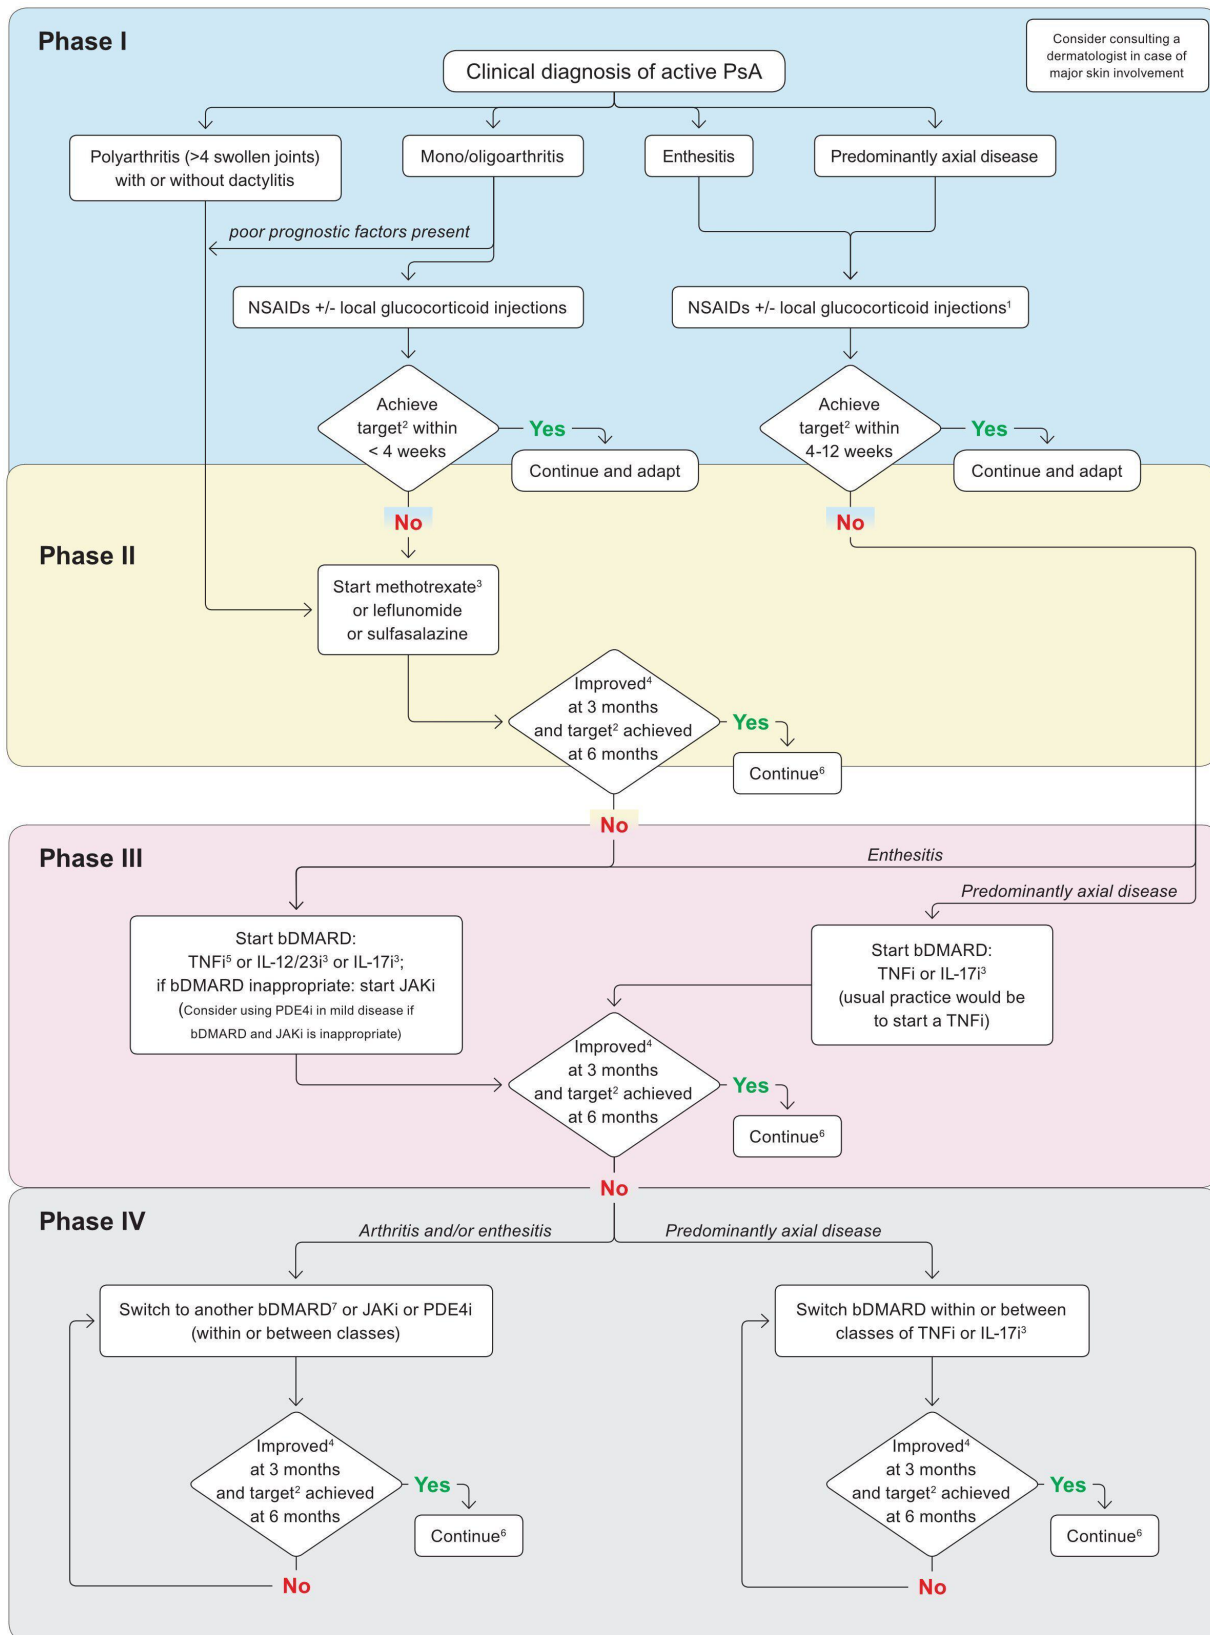 Phase I
Consider consulting a
dermatologist in case of
major skin involvement
Clinical diagnosis of active PsA
Polyarthritis (>4 swollen joints)
with or without dactylitis
Mono/oligoarthritis
Enthesitis
Predominantly axial disease
poor prognostic factors present
NSAIDs +/- local glucocorticoid injections
NSAIDs +/- local glucocorticoid injections¹
Achieve
target² within
< 4 weeks
Yes
Continue and adapt
Achieve
target² within
4-12 weeks
Yes
Continue and adapt
No
No
Phase II
Start methotrexate³
or leflunomide
or sulfasalazine
Improved⁴
at 3 months
and target² achieved
at 6 months
Yes
Continue⁶
No
Phase III
Enthesitis
Predominantly axial disease
Start bDMARD:
TNFi⁵ or IL-12/23i³ or IL-17i³;
if bDMARD inappropriate: start JAKi
(Consider using PDE4i in mild disease if
bDMARD and JAKi is inappropriate)
Start bDMARD:
TNFi or IL-17i³
(usual practice would be
to start a TNFi)
Improved⁴
at 3 months
and target² achieved
at 6 months
Yes
Continue⁶
No
Phase IV
Arthritis and/or enthesitis
Predominantly axial disease
Switch to another bDMARD⁷ or JAKi or PDE4i
(within or between classes)
Switch bDMARD within or between
classes of TNFi or IL-17i³
Improved⁴
at 3 months
and target² achieved
at 6 months
Yes
Continue⁶
No
Improved⁴
at 3 months
and target² achieved
at 6 months
Yes
Continue⁶
No